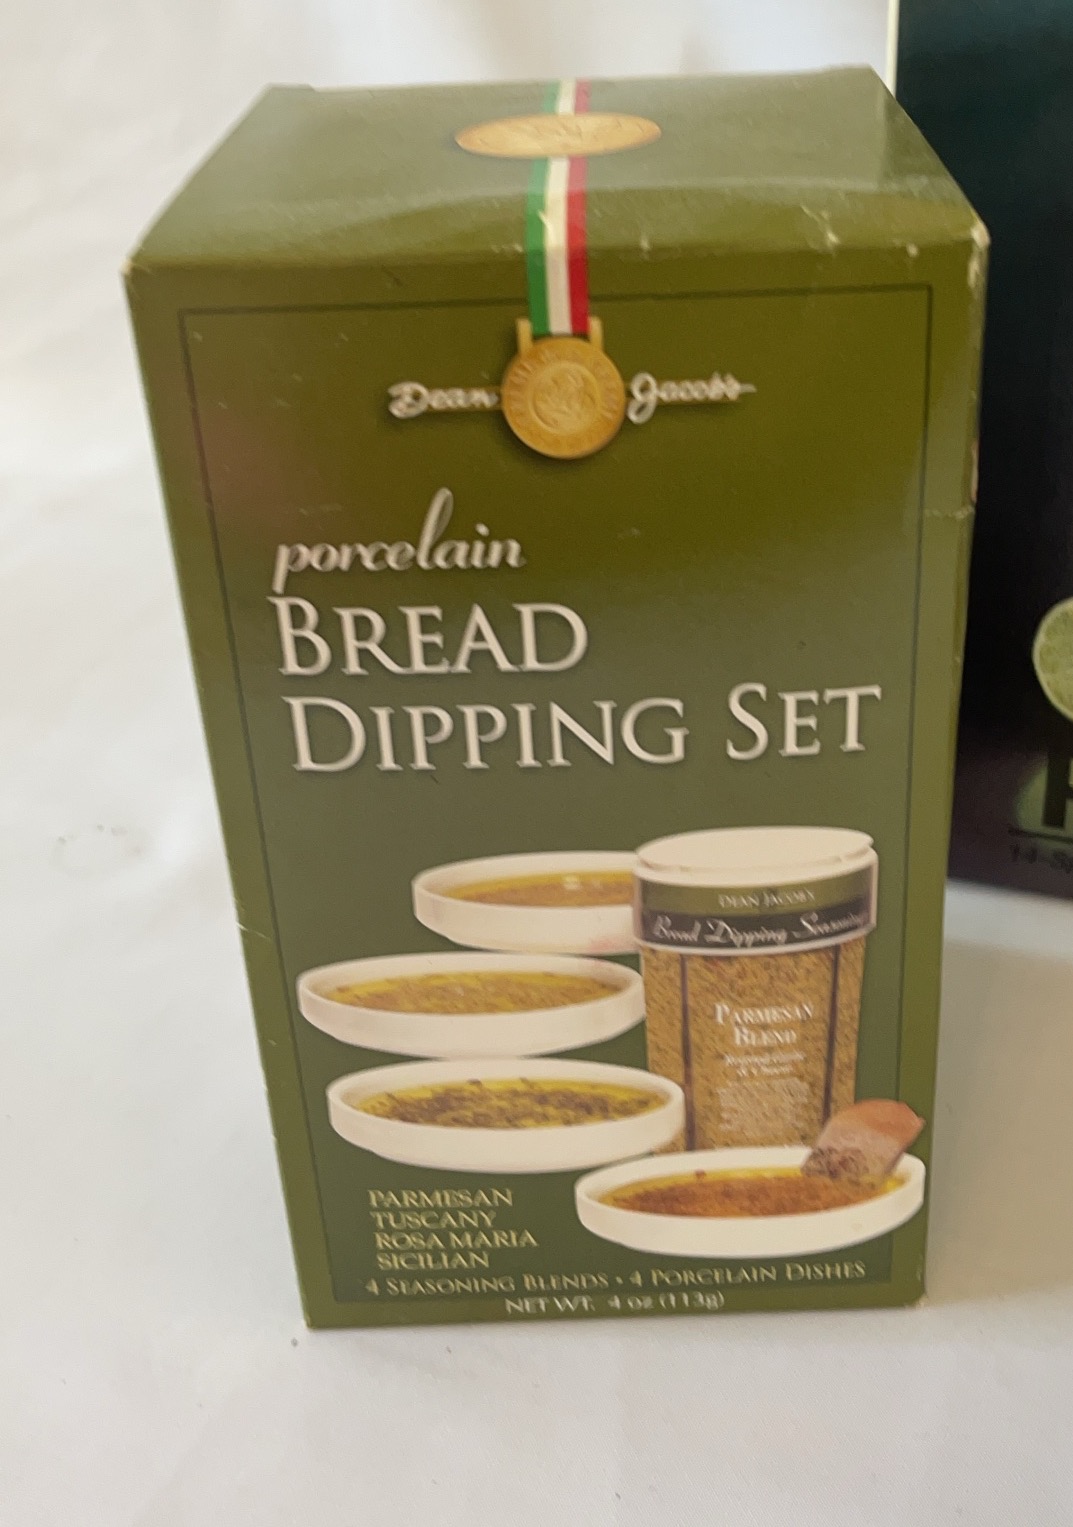 Dean Jacob's
porcelain
BREAD
DIPPING SET
DEAN JACOB'S
Bread Dipping Seasonings
PARMESAN
BLEND
PARMESAN
TUSCANY
ROSA MARIA
SICILIAN
4 SEASONING BLENDS • 4 PORCELAIN DISHES
NET WT. 4 oz (113g)